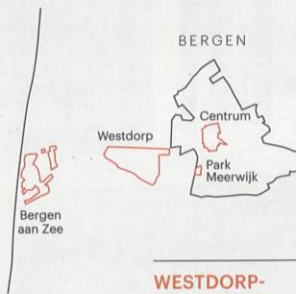 BERGEN
Centrum
Westdorp
Park
Meerwijk
Bergen
aan Zee
WESTDORP-